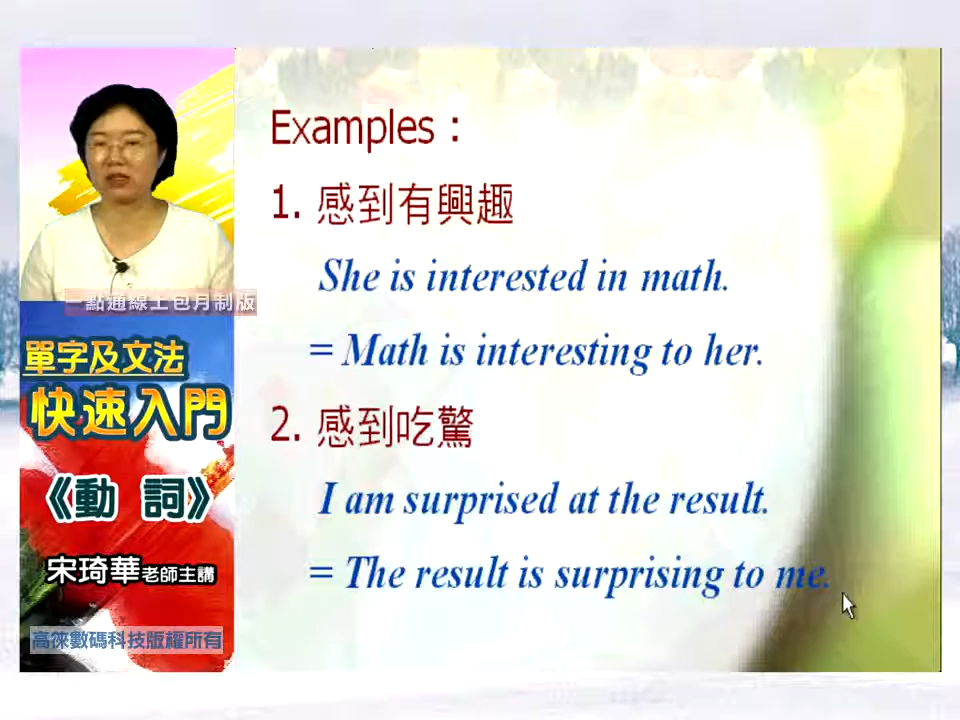 Examples：
1. 感到有興趣
She is interested in math.
= Math is interesting to her.
2. 感到吃驚
I am surprised at the result.
= The result is surprising to me.
一點通線上包月制版
單字及文法
快速入門
《動 詞》
宋琦華老師主講
高徠數碼科技版權所有